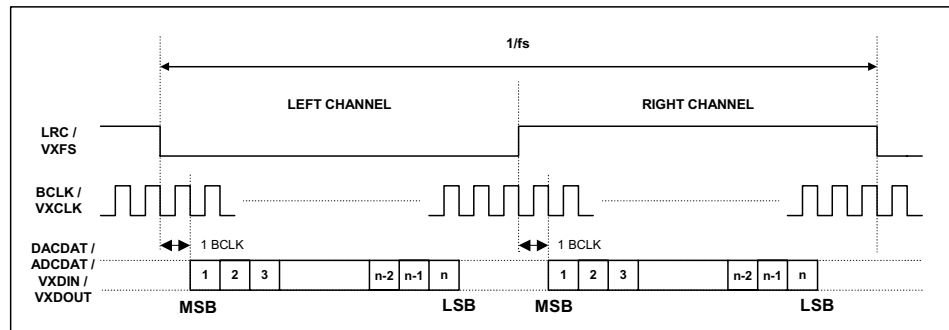 1/fs
LEFT CHANNEL
RIGHT CHANNEL
LRC /
VXFS
BCLK /
VXCLK
1 BCLK
1 BCLK
DACDAT /
ADCDAT /
VXDIN /
VXDOUT
1 2 3 n-2 n-1 n
1 2 3 n-2 n-1 n
MSB LSB MSB LSB